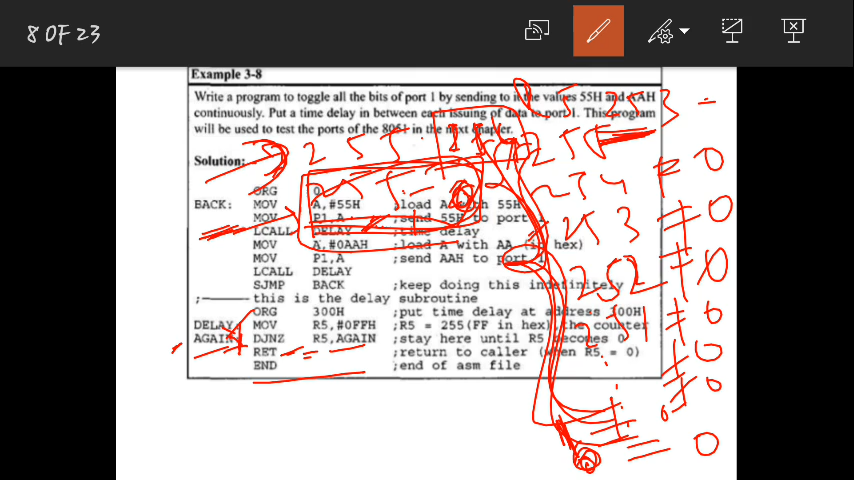 8 OF 23
Example 3-8
Write a program to toggle all the bits of port 1 by sending to it the values 55H and AAH
continuously. Put a time delay in between each issuing of data to port 1. This program
will be used to test the ports of the 8051 in the next chapter.
Solution:
ORG 0
BACK: MOV A,#55H ;load A with 55H
MOV P1,A ;send 55H to port 1
LCALL DELAY ;time delay
MOV A,#0AAH ;load A with AA (in hex)
MOV P1,A ;send AAH to port 1
LCALL DELAY
SJMP BACK ;keep doing this indefinitely
;——— this is the delay subroutine
ORG 300H ;put time delay at address 300H
DELAY: MOV R5,#0FFH ;R5 = 255(FF in hex), the counter
AGAIN: DJNZ R5,AGAIN ;stay here until R5 becomes 0
RET ;return to caller (when R5 = 0)
END ;end of asm file
255
254 ≠ 0
253 ≠ 0
252 ≠ 0
251 ≠ 0
≠ 0
≠ 0
= 0